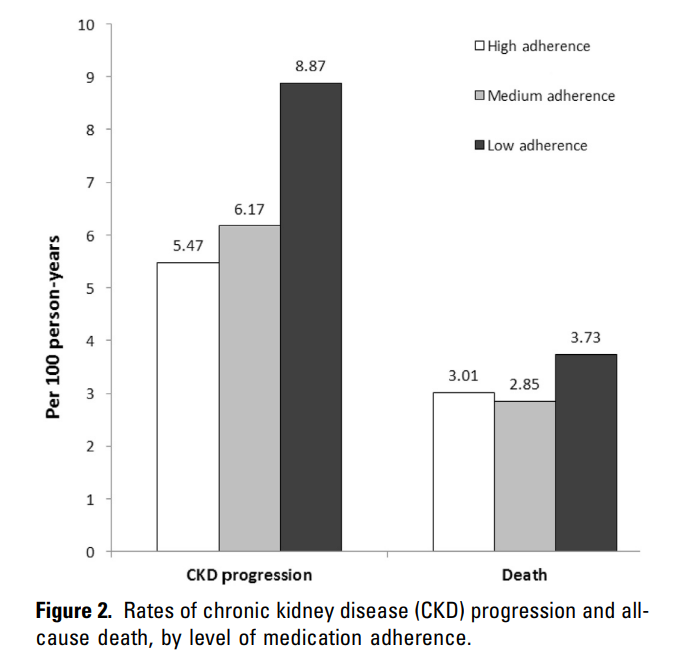 10
9
8
7
6
5
4
3
2
1
0
Per 100 person-years
High adherence
Medium adherence
Low adherence
5.47
6.17
8.87
3.01
2.85
3.73
CKD progression
Death
Figure 2. Rates of chronic kidney disease (CKD) progression and all-
cause death, by level of medication adherence.